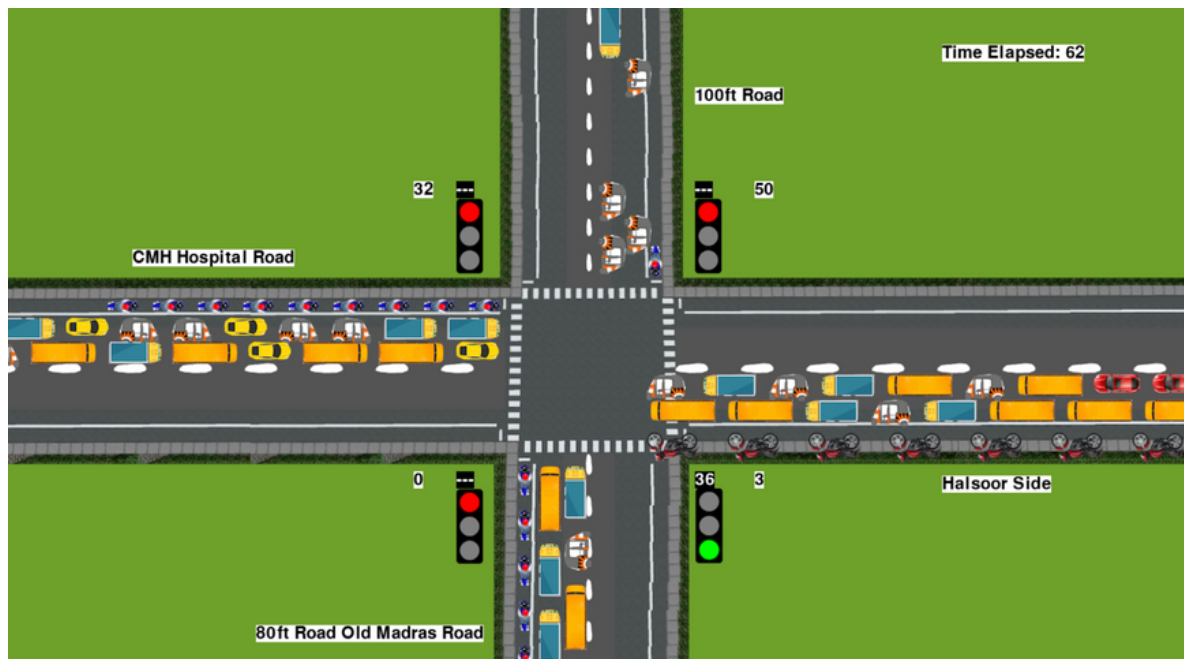 Time Elapsed: 62
100ft Road
32
---
---
50
CMH Hospital Road
0
---
36
3
Halsoor Side
80ft Road Old Madras Road